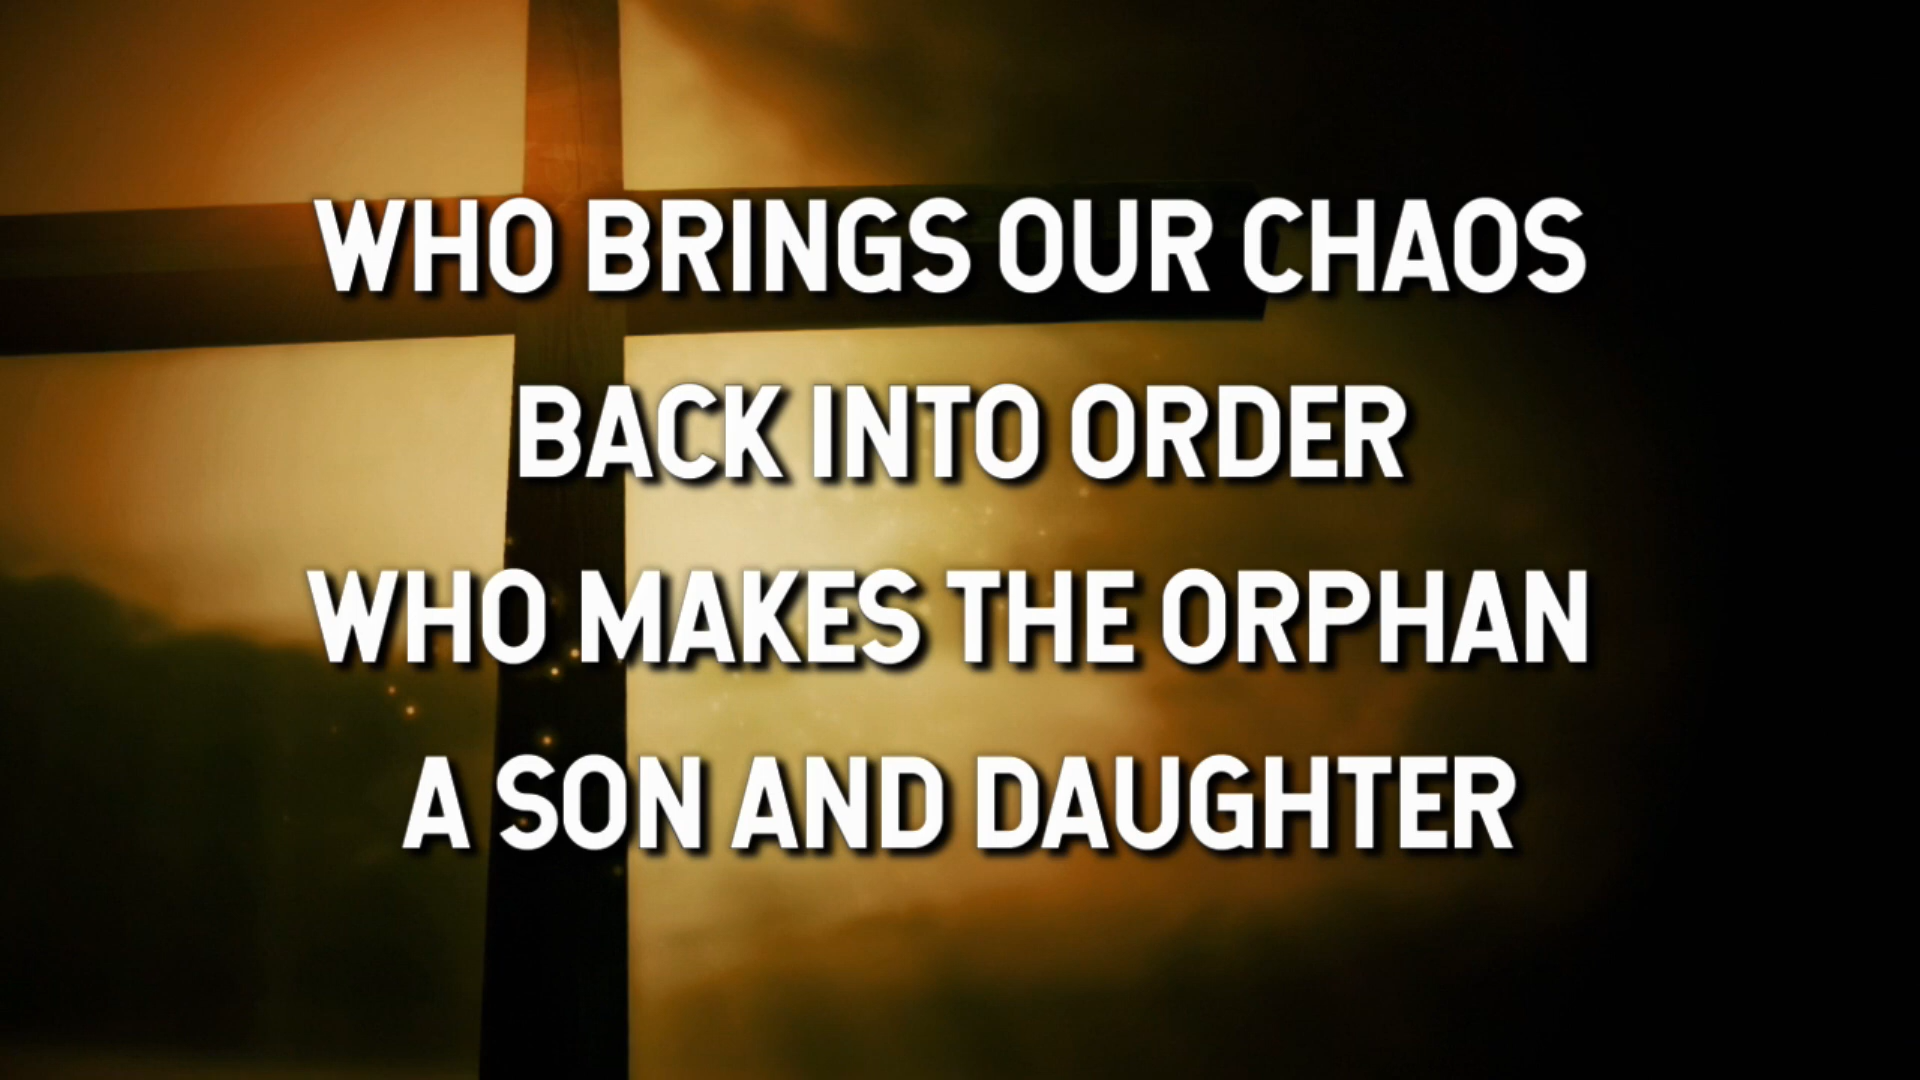 WHO BRINGS OUR CHAOS
BACK INTO ORDER
WHO MAKES THE ORPHAN
A SON AND DAUGHTER